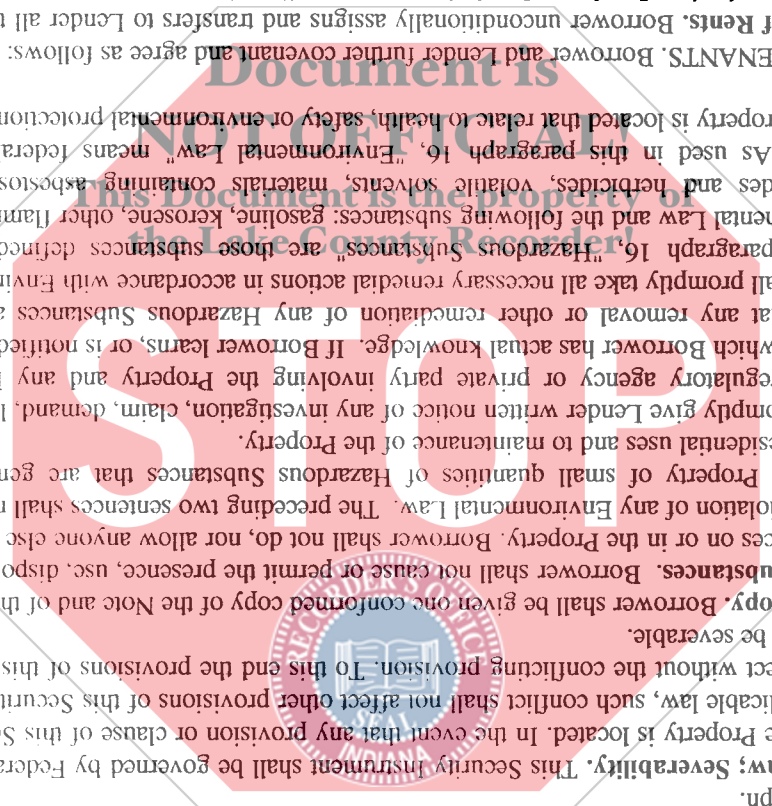 ph.
w; Severability. This Security Instrument shall be governed by Federal
e Property is located. In the event that any provision or clause of this S
licable law, such conflict shall not affect other provisions of this Securit
ect without the conflicting provision. To this end the provisions of this
be severable.
opy. Borrower shall be given one conformed copy of the Note and of th
ubstances. Borrower shall not cause or permit the presence, use, dispo
ces on or in the Property. Borrower shall not do, nor allow anyone else
iolation of any Environmental Law. The preceding two sentences shall
Property of small quantities of Hazardous Substances that are gen
esidential uses and to maintenance of the Property.
omptly give Lender written notice of any investigation, claim, demand, l
regulatory agency or private party involving the Property and any
which Borrower has actual knowledge. If Borrower learns, or is notified
at any removal or other remediation of any Hazardous Substances a
all promptly take all necessary remedial actions in accordance with Envir
paragraph 16, "Hazardous Substances" are those substances defined
mental Law and the following substances: gasoline, kerosene, other flam
des and herbicides, volatile solvents, materials containing asbestos
As used in this paragraph 16, "Environmental Law" means federal
roperty is located that relate to health, safety or environmental protection
ENANTS. Borrower and Lender further covenant and agree as follows:
f Rents. Borrower unconditionally assigns and transfers to Lender all t
Document is
NOT OFFICIAL!
This Document is the property of
the Lake County Recorder!
STOP
RECORDER'S OFFICE
SEAL
INDIANA